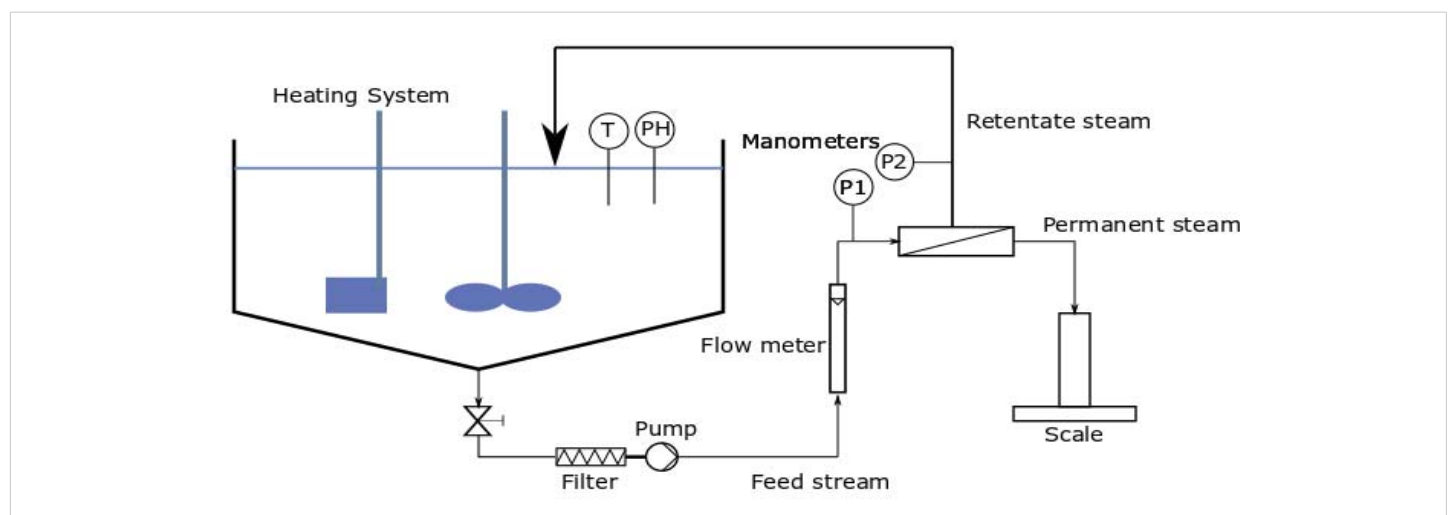 Heating System
T
PH
Manometers
P2
P1
Retentate steam
Permanent steam
Flow meter
Pump
Filter
Feed stream
Scale